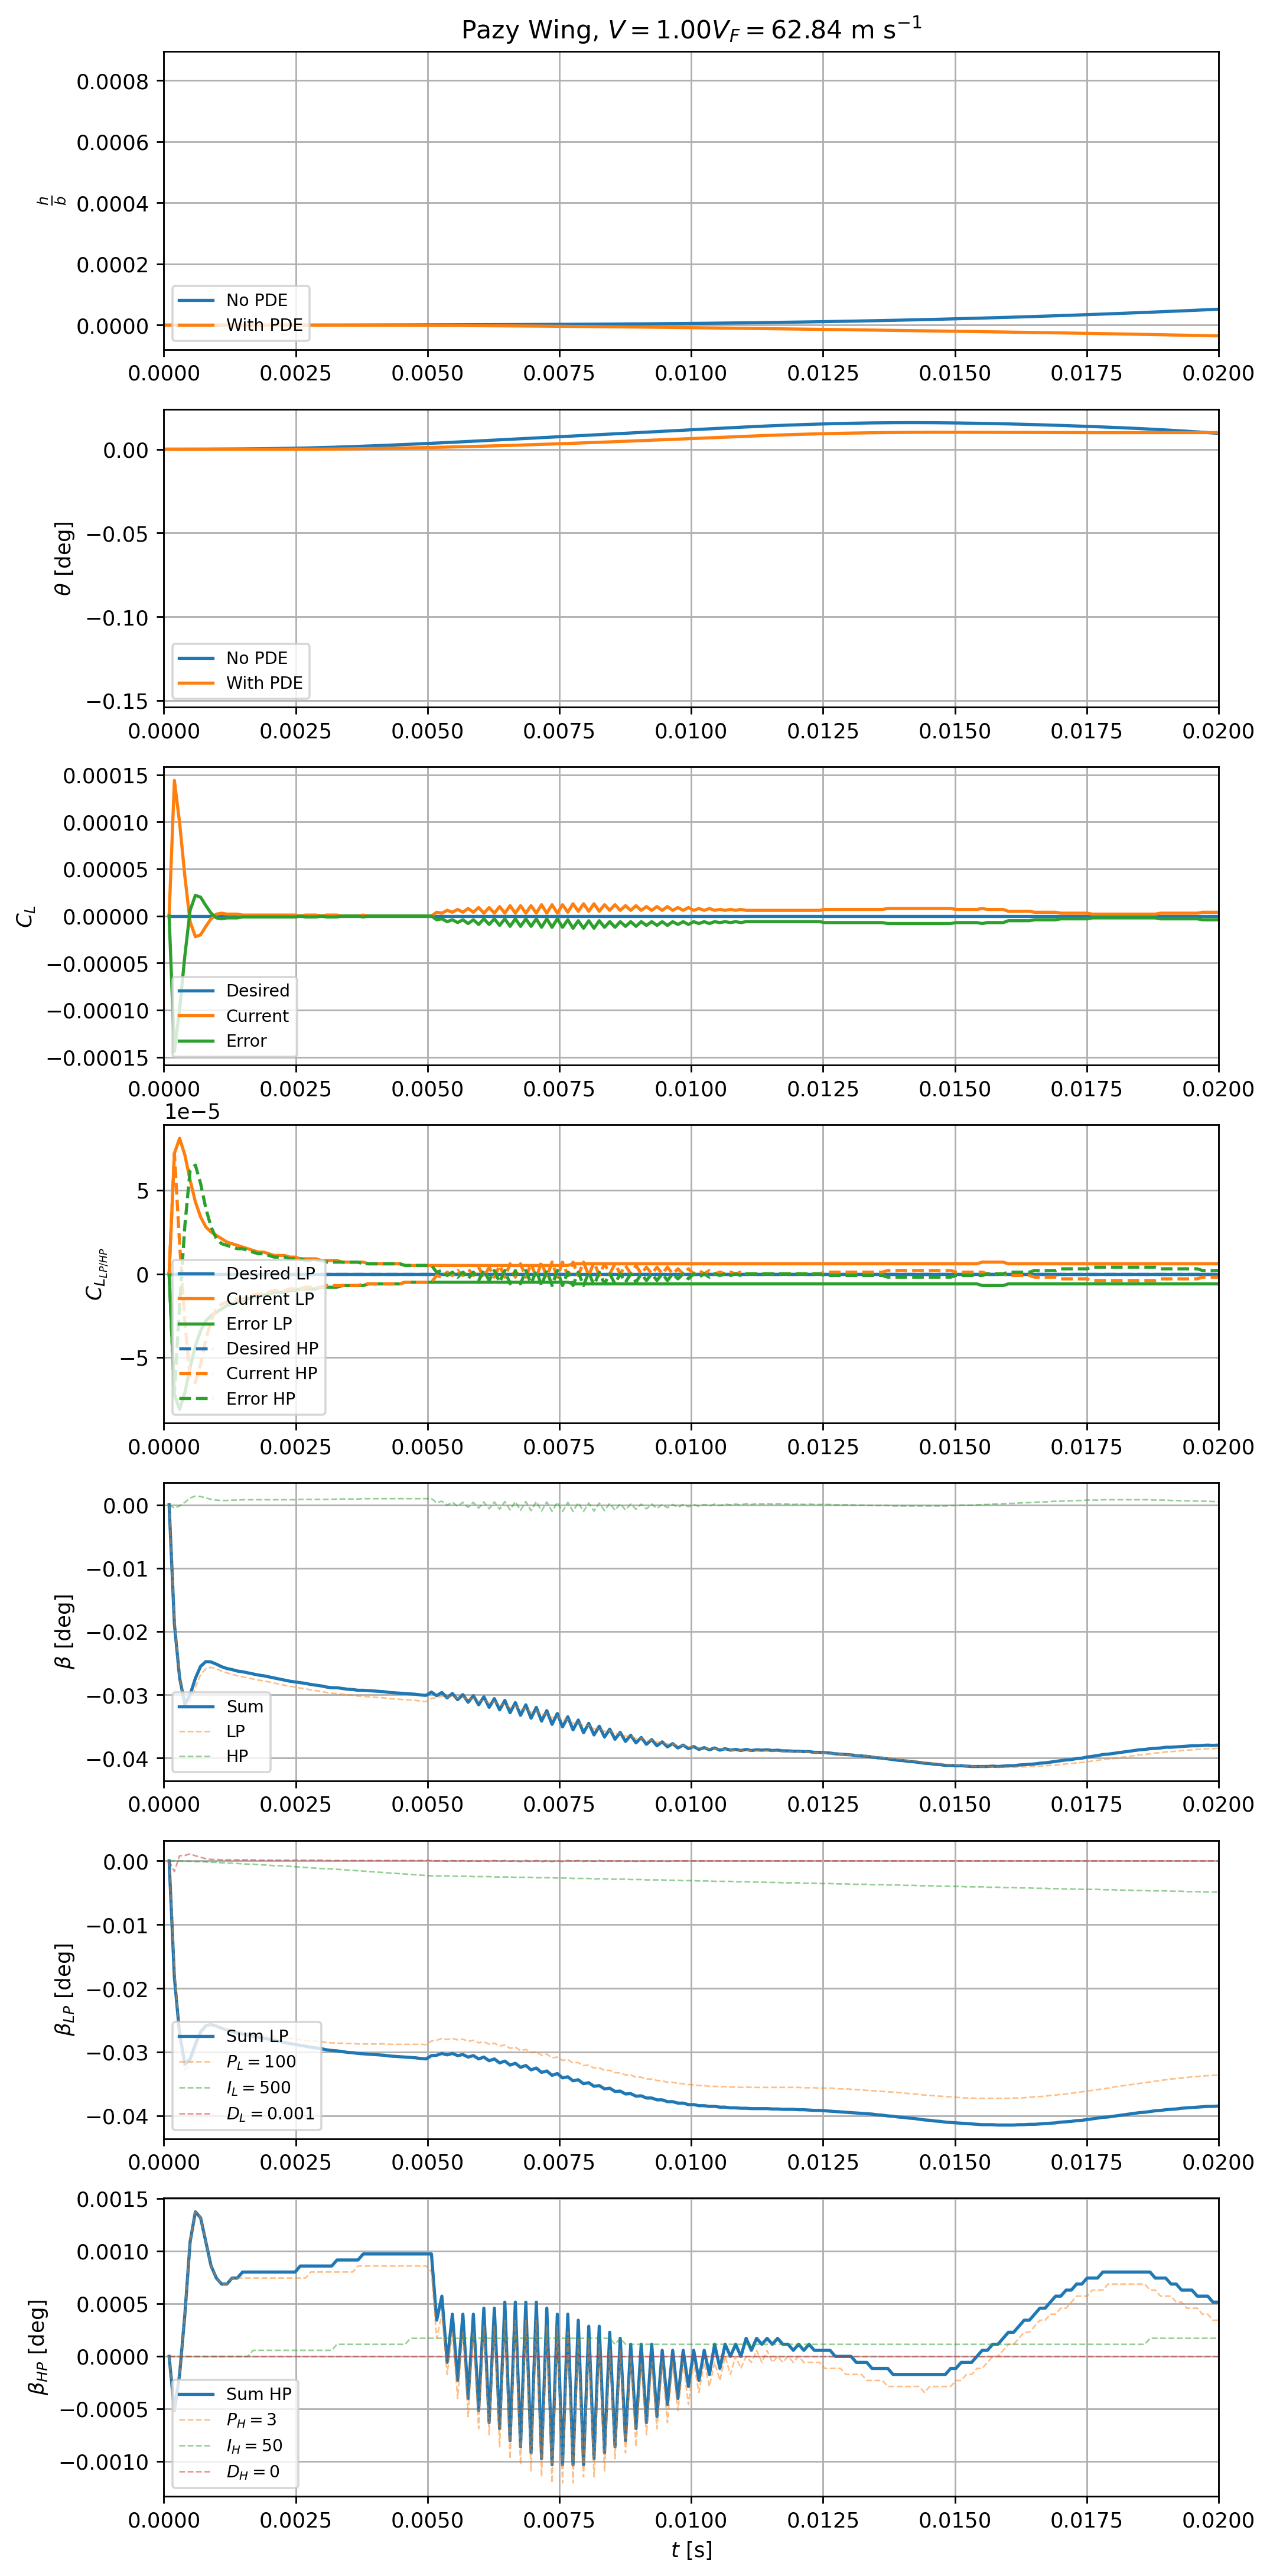 Pazy Wing, V = 1.00V_F = 62.84 m s⁻¹
h/b
0.0008
0.0006
0.0004
0.0002
0.0000
No PDE
With PDE
0.0000 0.0025 0.0050 0.0075 0.0100 0.0125 0.0150 0.0175 0.0200
θ [deg]
0.00
−0.05
−0.10
−0.15
No PDE
With PDE
0.0000 0.0025 0.0050 0.0075 0.0100 0.0125 0.0150 0.0175 0.0200
C_L
0.00015
0.00010
0.00005
0.00000
−0.00005
−0.00010
−0.00015
Desired
Current
Error
0.0000 0.0025 0.0050 0.0075 0.0100 0.0125 0.0150 0.0175 0.0200
1e−5
C_{L_{LP/HP}}
5
0
−5
Desired LP
Current LP
Error LP
Desired HP
Current HP
Error HP
0.0000 0.0025 0.0050 0.0075 0.0100 0.0125 0.0150 0.0175 0.0200
β [deg]
0.00
−0.01
−0.02
−0.03
−0.04
Sum
LP
HP
0.0000 0.0025 0.0050 0.0075 0.0100 0.0125 0.0150 0.0175 0.0200
β_{LP} [deg]
0.00
−0.01
−0.02
−0.03
−0.04
Sum LP
P_L = 100
I_L = 500
D_L = 0.001
0.0000 0.0025 0.0050 0.0075 0.0100 0.0125 0.0150 0.0175 0.0200
β_{HP} [deg]
0.0015
0.0010
0.0005
0.0000
−0.0005
−0.0010
Sum HP
P_H = 3
I_H = 50
D_H = 0
0.0000 0.0025 0.0050 0.0075 0.0100 0.0125 0.0150 0.0175 0.0200
t [s]